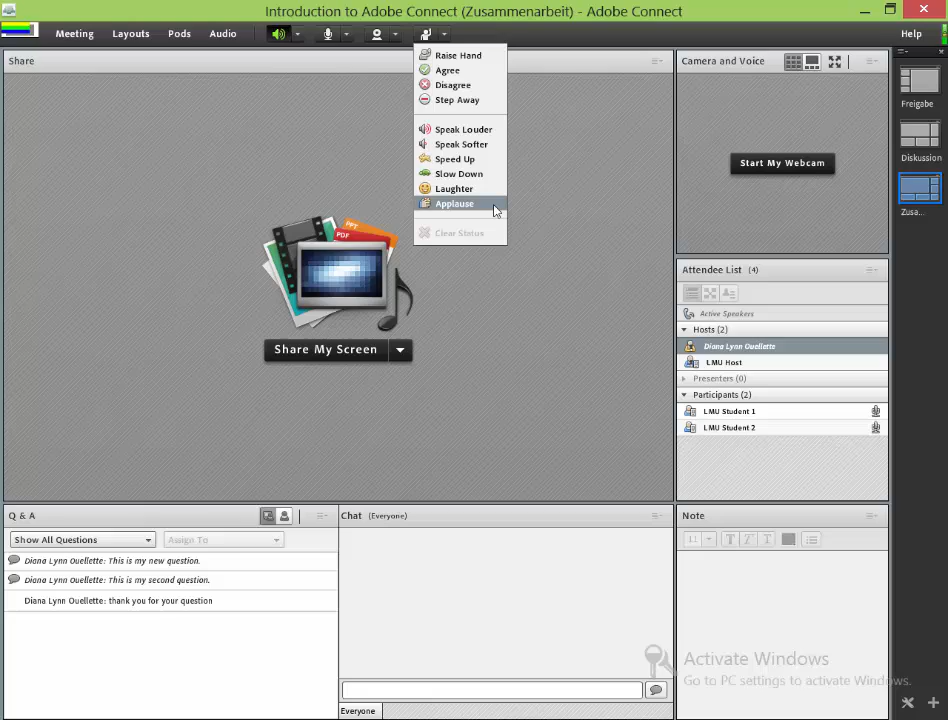 Introduction to Adobe Connect (Zusammenarbeit) - Adobe Connect
Meeting Layouts Pods Audio Help
Share
Raise Hand
Agree
Disagree
Step Away
Speak Louder
Speak Softer
Speed Up
Slow Down
Laughter
Applause
Clear Status
PPT
PDF
Share My Screen
Camera and Voice
Start My Webcam
Freigabe
Diskussion
Zusa...
Attendee List (4)
Active Speakers
Hosts (2)
Diana Lynn Ouellette
LMU Host
Presenters (0)
Participants (2)
LMU Student 1
LMU Student 2
Q & A
Show All Questions Assign To
Diana Lynn Ouellette: This is my new question.
Diana Lynn Ouellette: This is my second question.
Diana Lynn Ouellette: thank you for your question
Chat (Everyone)
Everyone
Note
11 T T T
Activate Windows
Go to PC settings to activate Windows.